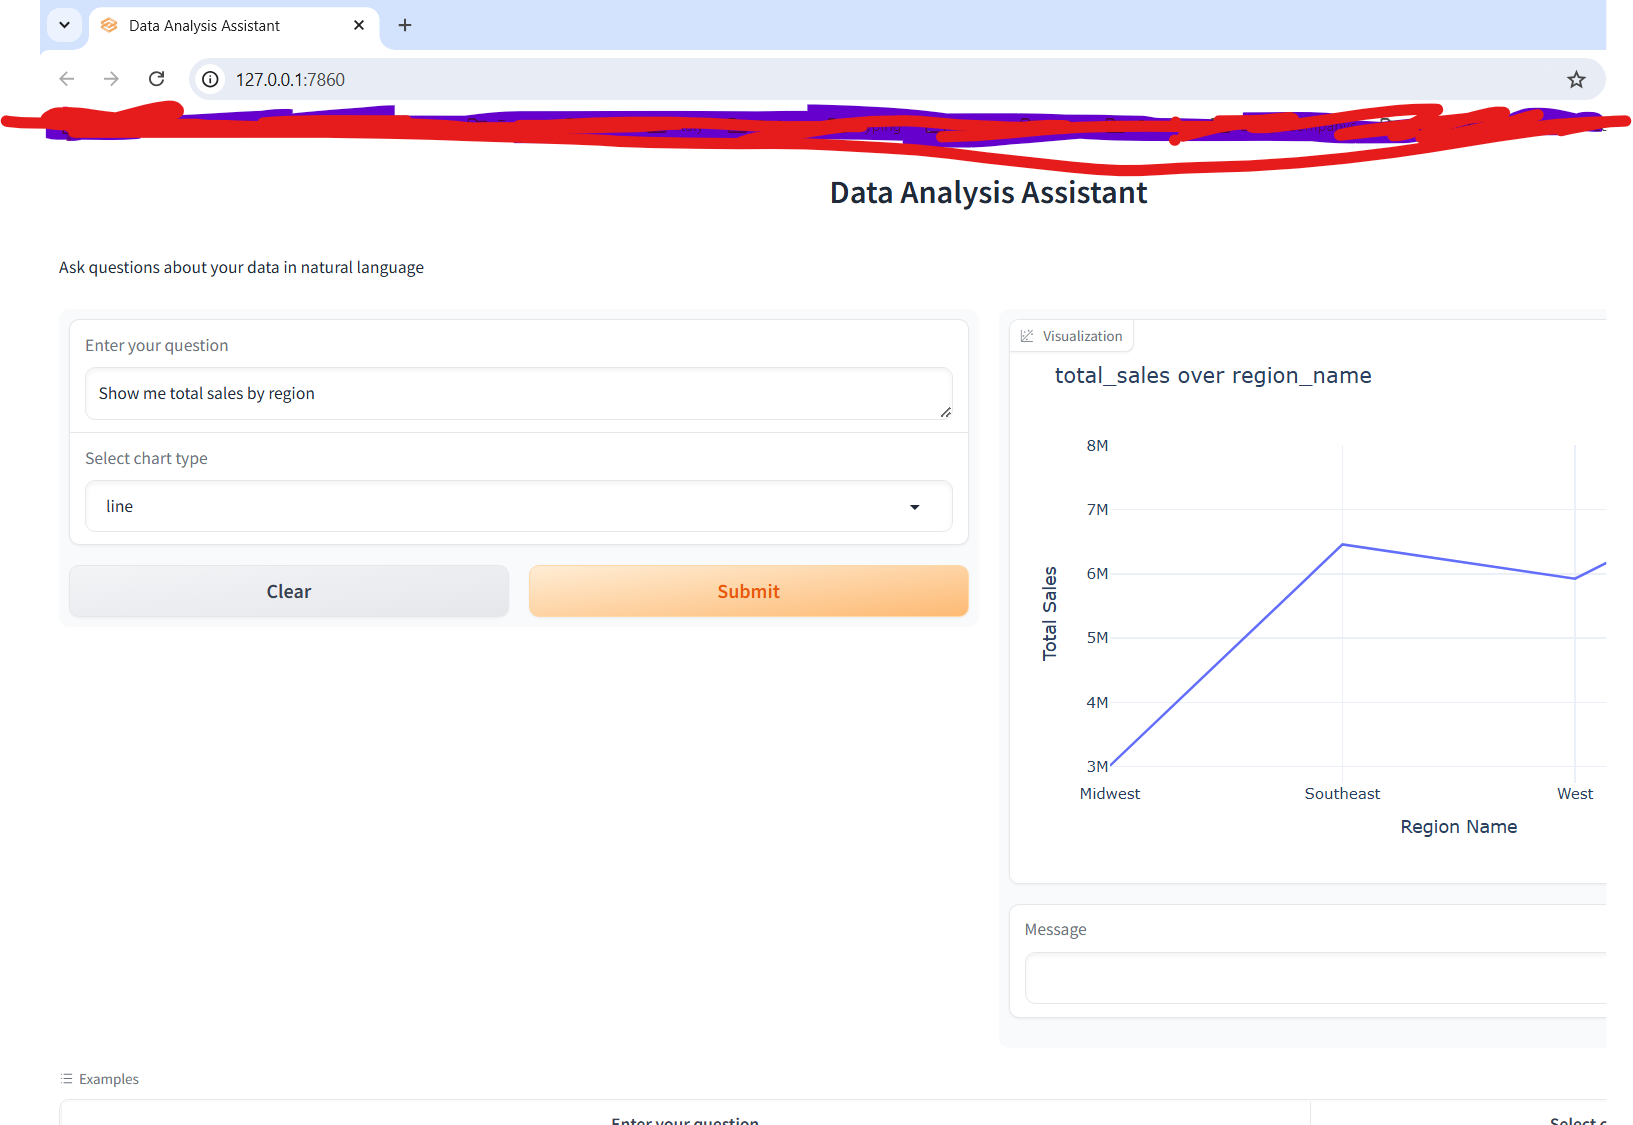 Data Analysis Assistant
127.0.0.1:7860
Data Analysis Assistant
Ask questions about your data in natural language
Enter your question
Show me total sales by region
Select chart type
line
Clear
Submit
Visualization
total_sales over region_name
8M
7M
6M
5M
4M
3M
Total Sales
Midwest
Southeast
West
Region Name
Message
Examples
Enter your question
Select